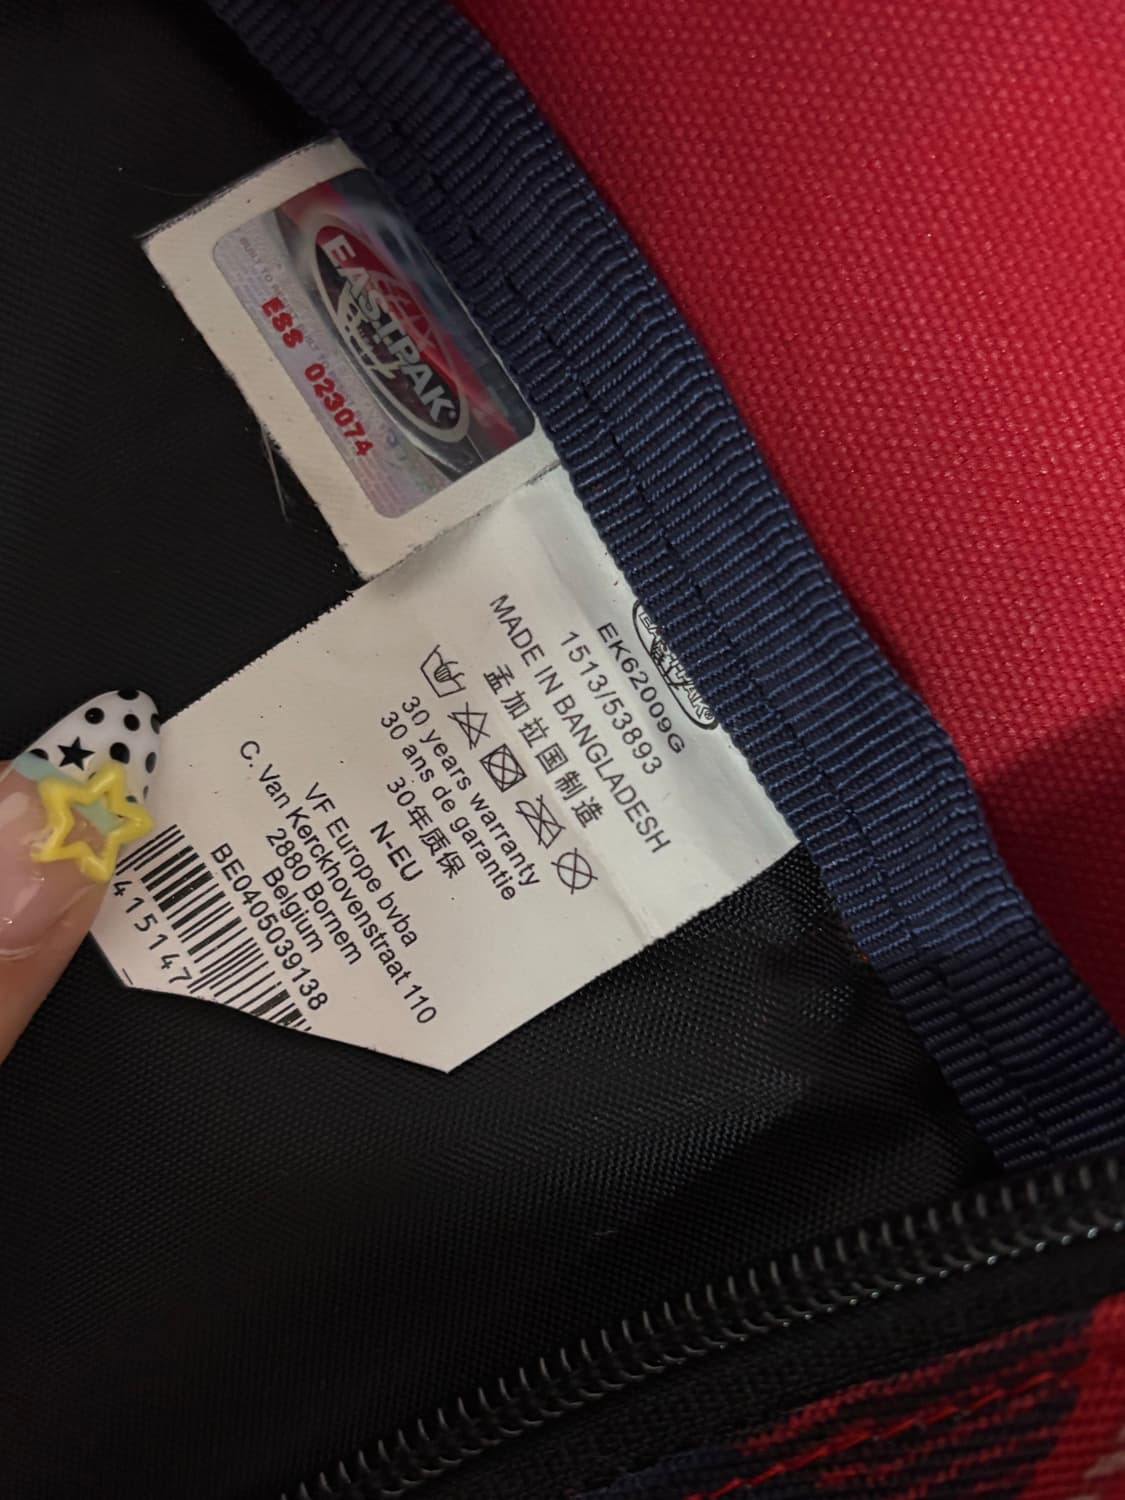 EASTPAK
ESS 023074
EASTPAK
EK62009G
1513/53893
MADE IN BANGLADESH
孟加拉国制造
30 years warranty
30 ans de garantie
30年质保
N-EU
VF Europe bvba
C. Van Kerckhovenstraat 110
2880 Bornem
Belgium
BE0405039138
415147